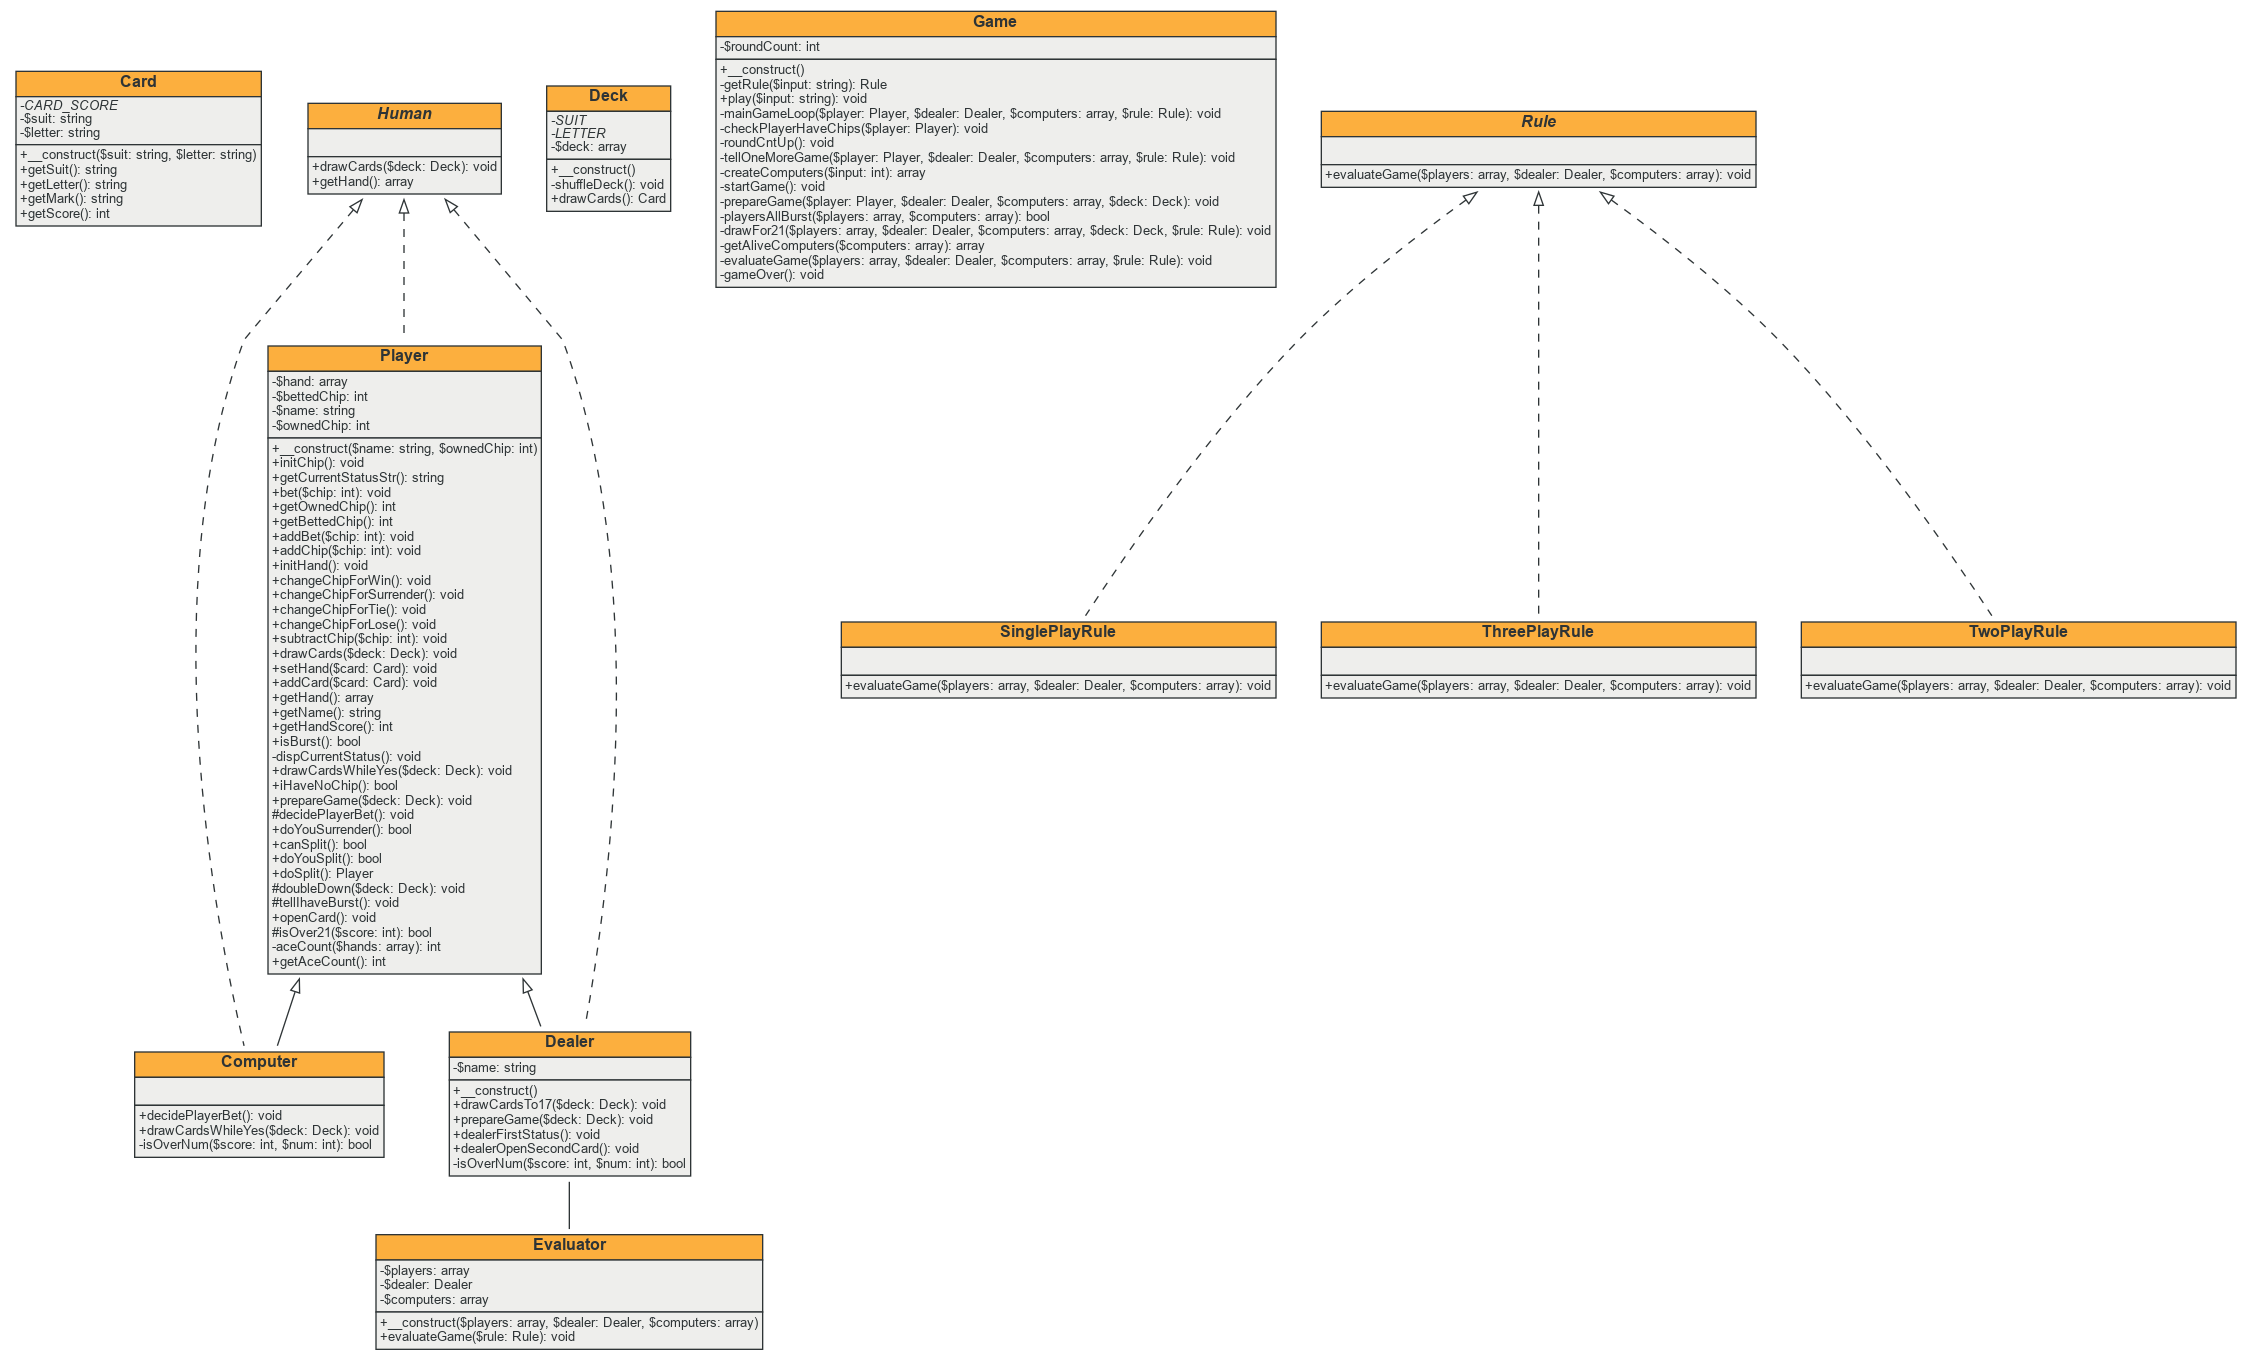 Card
-CARD_SCORE
-$suit: string
-$letter: string
+__construct($suit: string, $letter: string)
+getSuit(): string
+getLetter(): string
+getMark(): string
+getScore(): int
Human
+drawCards($deck: Deck): void
+getHand(): array
Deck
-SUIT
-LETTER
-$deck: array
+__construct()
-shuffleDeck(): void
+drawCards(): Card
Game
-$roundCount: int
+__construct()
-getRule($input: string): Rule
+play($input: string): void
-mainGameLoop($player: Player, $dealer: Dealer, $computers: array, $rule: Rule): void
-checkPlayerHaveChips($player: Player): void
-roundCntUp(): void
-tellOneMoreGame($player: Player, $dealer: Dealer, $computers: array, $rule: Rule): void
-createComputers($input: int): array
-startGame(): void
-prepareGame($player: Player, $dealer: Dealer, $computers: array, $deck: Deck): void
-playersAllBurst($players: array, $computers: array): bool
-drawFor21($players: array, $dealer: Dealer, $computers: array, $deck: Deck, $rule: Rule): void
-getAliveComputers($computers: array): array
-evaluateGame($players: array, $dealer: Dealer, $computers: array, $rule: Rule): void
-gameOver(): void
Rule
+evaluateGame($players: array, $dealer: Dealer, $computers: array): void
Player
-$hand: array
-$bettedChip: int
-$name: string
-$ownedChip: int
+__construct($name: string, $ownedChip: int)
+initChip(): void
+getCurrentStatusStr(): string
+bet($chip: int): void
+getOwnedChip(): int
+getBettedChip(): int
+addBet($chip: int): void
+addChip($chip: int): void
+initHand(): void
+changeChipForWin(): void
+changeChipForSurrender(): void
+changeChipForTie(): void
+changeChipForLose(): void
+subtractChip($chip: int): void
+drawCards($deck: Deck): void
+setHand($card: Card): void
+addCard($card: Card): void
+getHand(): array
+getName(): string
+getHandScore(): int
+isBurst(): bool
-dispCurrentStatus(): void
+drawCardsWhileYes($deck: Deck): void
+iHaveNoChip(): bool
+prepareGame($deck: Deck): void
#decidePlayerBet(): void
+doYouSurrender(): bool
+canSplit(): bool
+doYouSplit(): bool
+doSplit(): Player
#doubleDown($deck: Deck): void
#tellIhaveBurst(): void
+openCard(): void
#isOver21($score: int): bool
-aceCount($hands: array): int
+getAceCount(): int
SinglePlayRule
+evaluateGame($players: array, $dealer: Dealer, $computers: array): void
ThreePlayRule
+evaluateGame($players: array, $dealer: Dealer, $computers: array): void
TwoPlayRule
+evaluateGame($players: array, $dealer: Dealer, $computers: array): void
Computer
+decidePlayerBet(): void
+drawCardsWhileYes($deck: Deck): void
-isOverNum($score: int, $num: int): bool
Dealer
-$name: string
+__construct()
+drawCardsTo17($deck: Deck): void
+prepareGame($deck: Deck): void
+dealerFirstStatus(): void
+dealerOpenSecondCard(): void
-isOverNum($score: int, $num: int): bool
Evaluator
-$players: array
-$dealer: Dealer
-$computers: array
+__construct($players: array, $dealer: Dealer, $computers: array)
+evaluateGame($rule: Rule): void